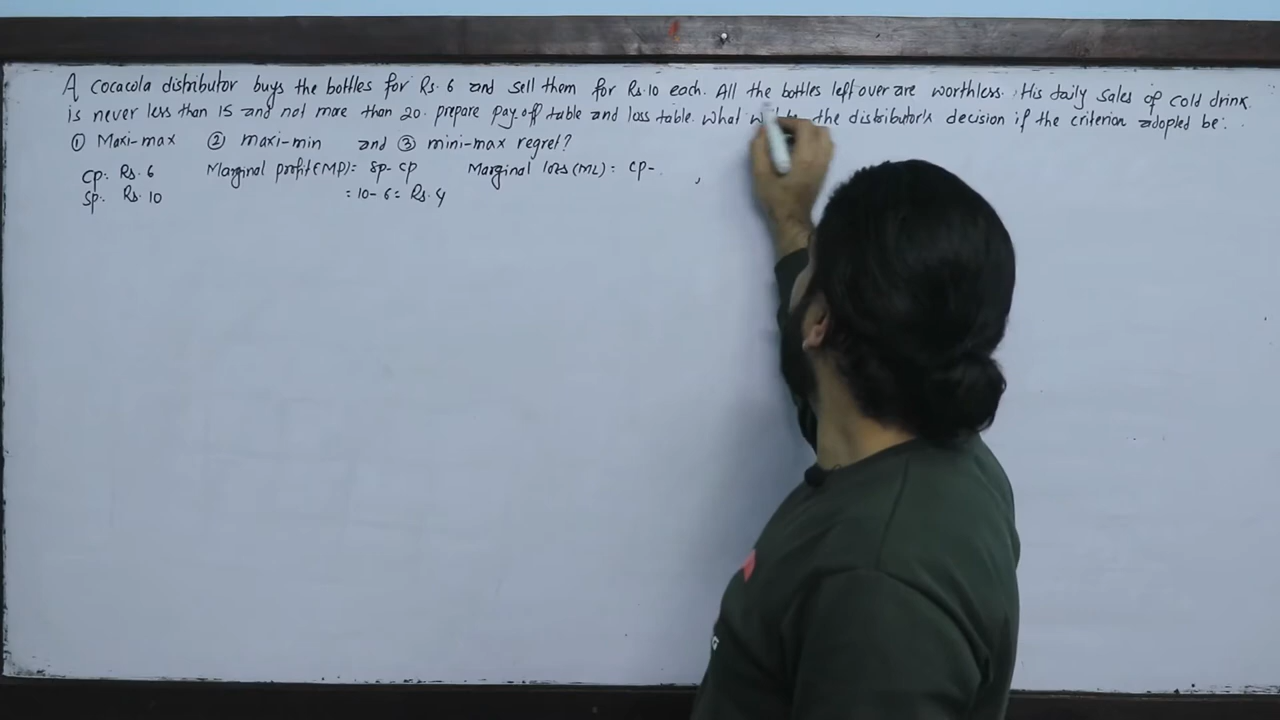 A cocacola distributor buys the bottles for Rs. 6 and sell them for Rs. 10 each. All the bottles left over are worthless. His daily sales of cold drink
is never less than 15 and not more than 20. prepare pay off table and loss table. What the distributor's decision if the criterion adopted be:
① Maxi-max ② maxi-min and ③ mini-max regret?
CP: Rs. 6 Marginal profit (MP) = SP - CP Marginal loss (ML) = CP - ,
SP: Rs. 10 = 10 - 6 = Rs. 4